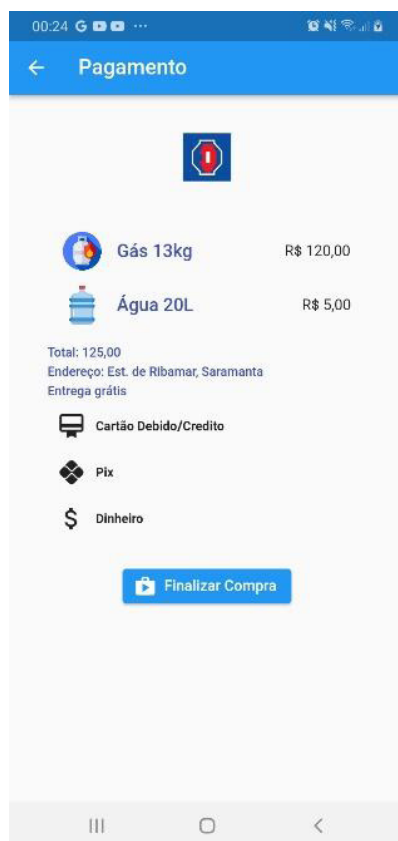 00:24 G
Pagamento
Gás 13kg R$ 120,00
Água 20L R$ 5,00
Total: 125,00
Endereço: Est. de RIbamar, Saramanta
Entrega grátis
Cartão Debido/Credito
Pix
Dinheiro
Finalizar Compra